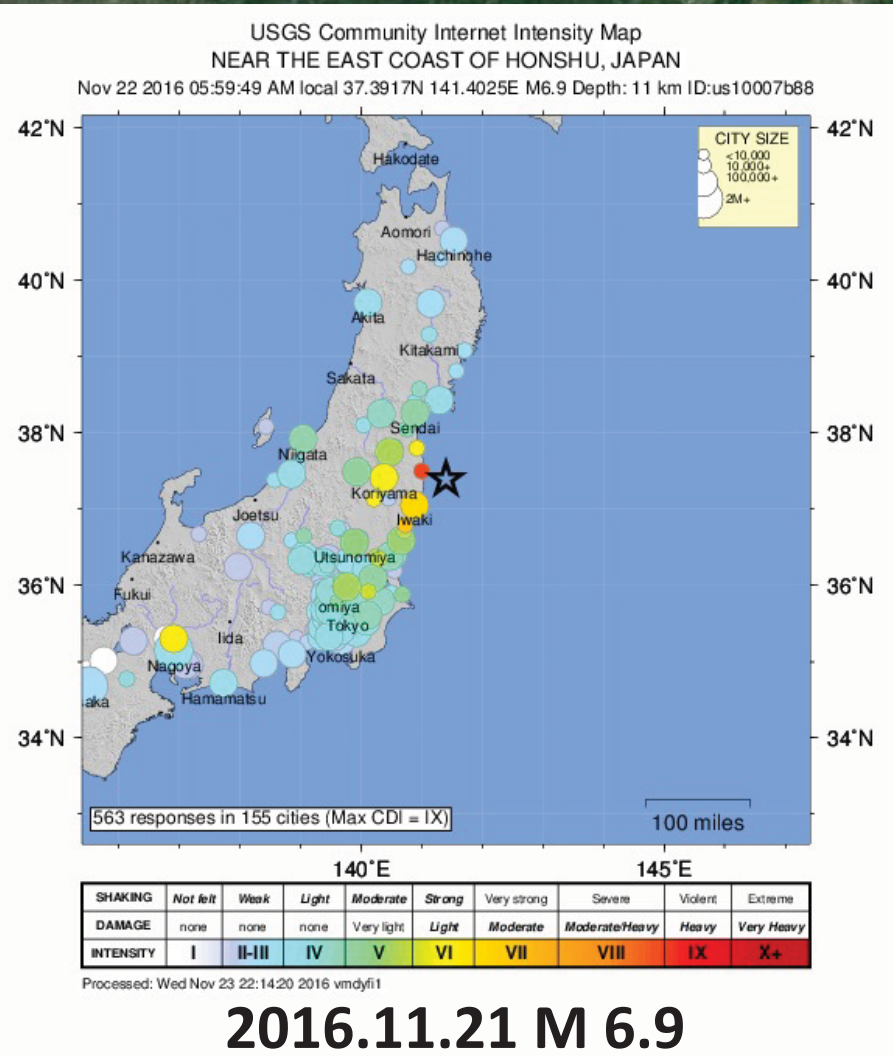 USGS Community Internet Intensity Map
NEAR THE EAST COAST OF HONSHU, JAPAN
Nov 22 2016 05:59:49 AM local 37.3917N 141.4025E M6.9 Depth: 11 km ID:us10007b88
42°N
42°N
CITY SIZE
<10,000
10,000+
100,000+
2M+
Hakodate
Aomori
Hachinohe
40°N
40°N
Akita
Kitakami
Sakata
Sendai
38°N
38°N
Niigata
Koriyama
Joetsu
Iwaki
Kanazawa
Utsunomiya
36°N
36°N
Fukui
omiya
Iida
Tokyo
Nagoya
Yokosuka
aka
Hamamatsu
34°N
34°N
563 responses in 155 cities (Max CDI = IX)
100 miles
140°E
145°E
SHAKING Not felt Weak Light Moderate Strong Very strong Severe Violent Extreme
DAMAGE none none none Very light Light Moderate Moderate/Heavy Heavy Very Heavy
INTENSITY I II-III IV V VI VII VIII IX X+
Processed: Wed Nov 23 22:14:20 2016 vmdyfi1
2016.11.21 M 6.9